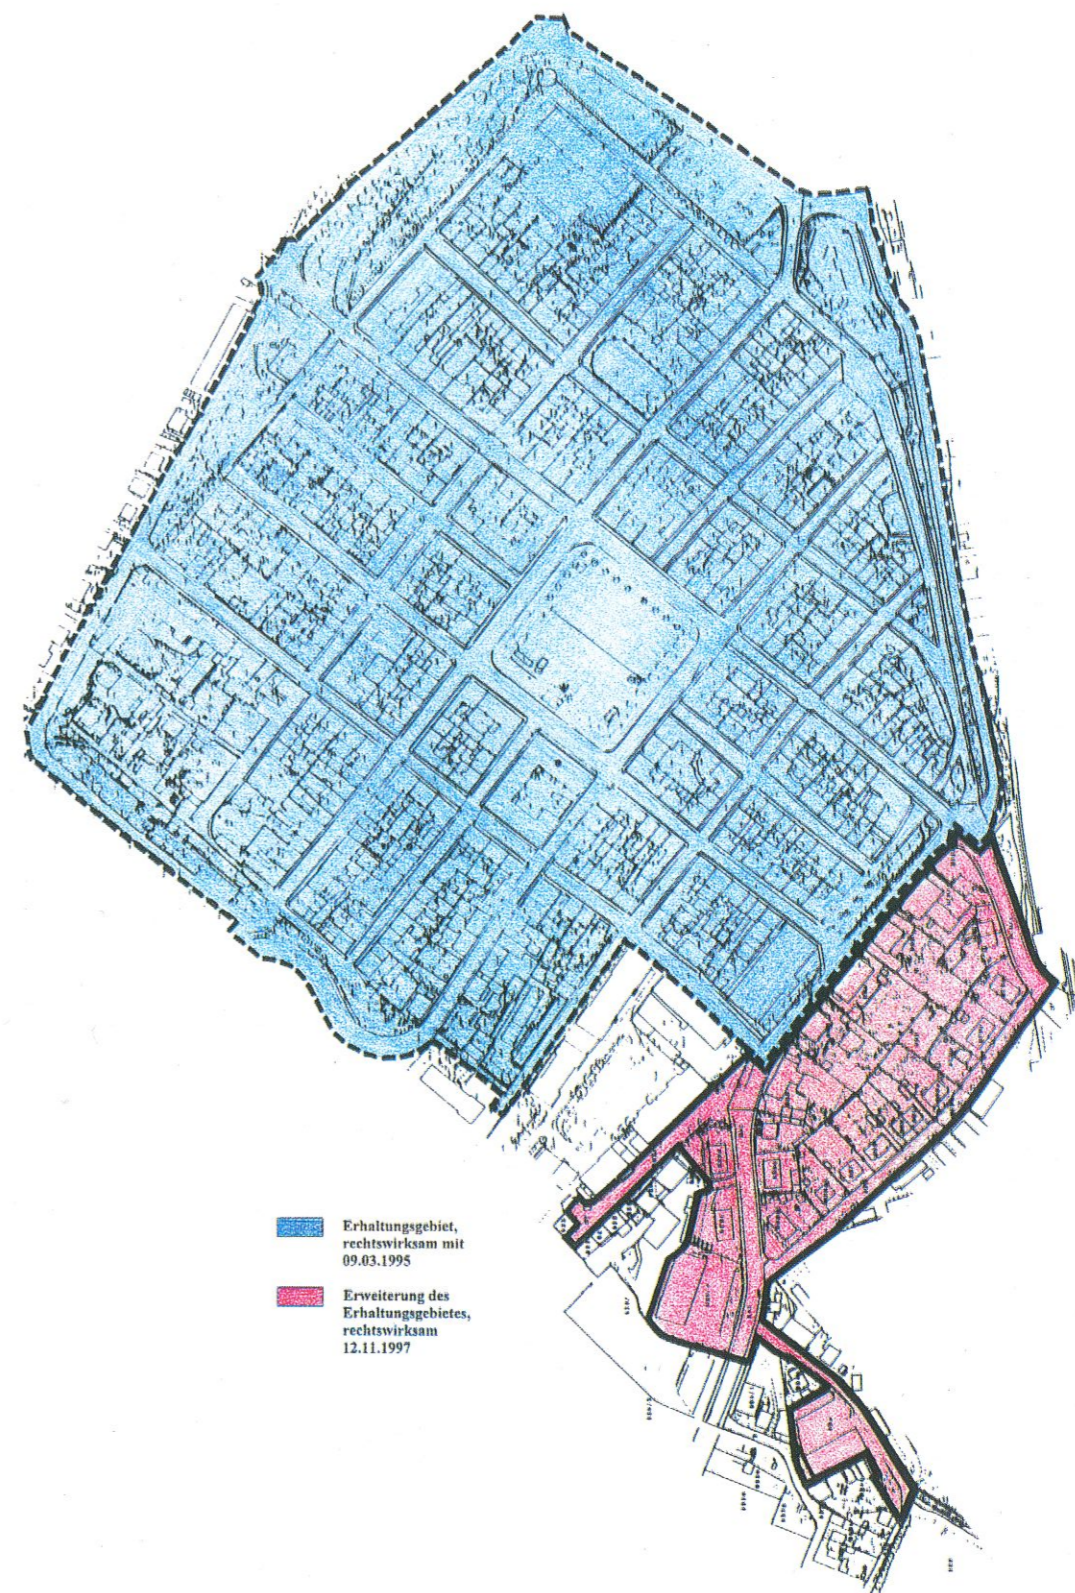 Erhaltungsgebiet,
rechtswirksam mit
09.03.1995
Erweiterung des
Erhaltungsgebietes,
rechtswirksam
12.11.1997